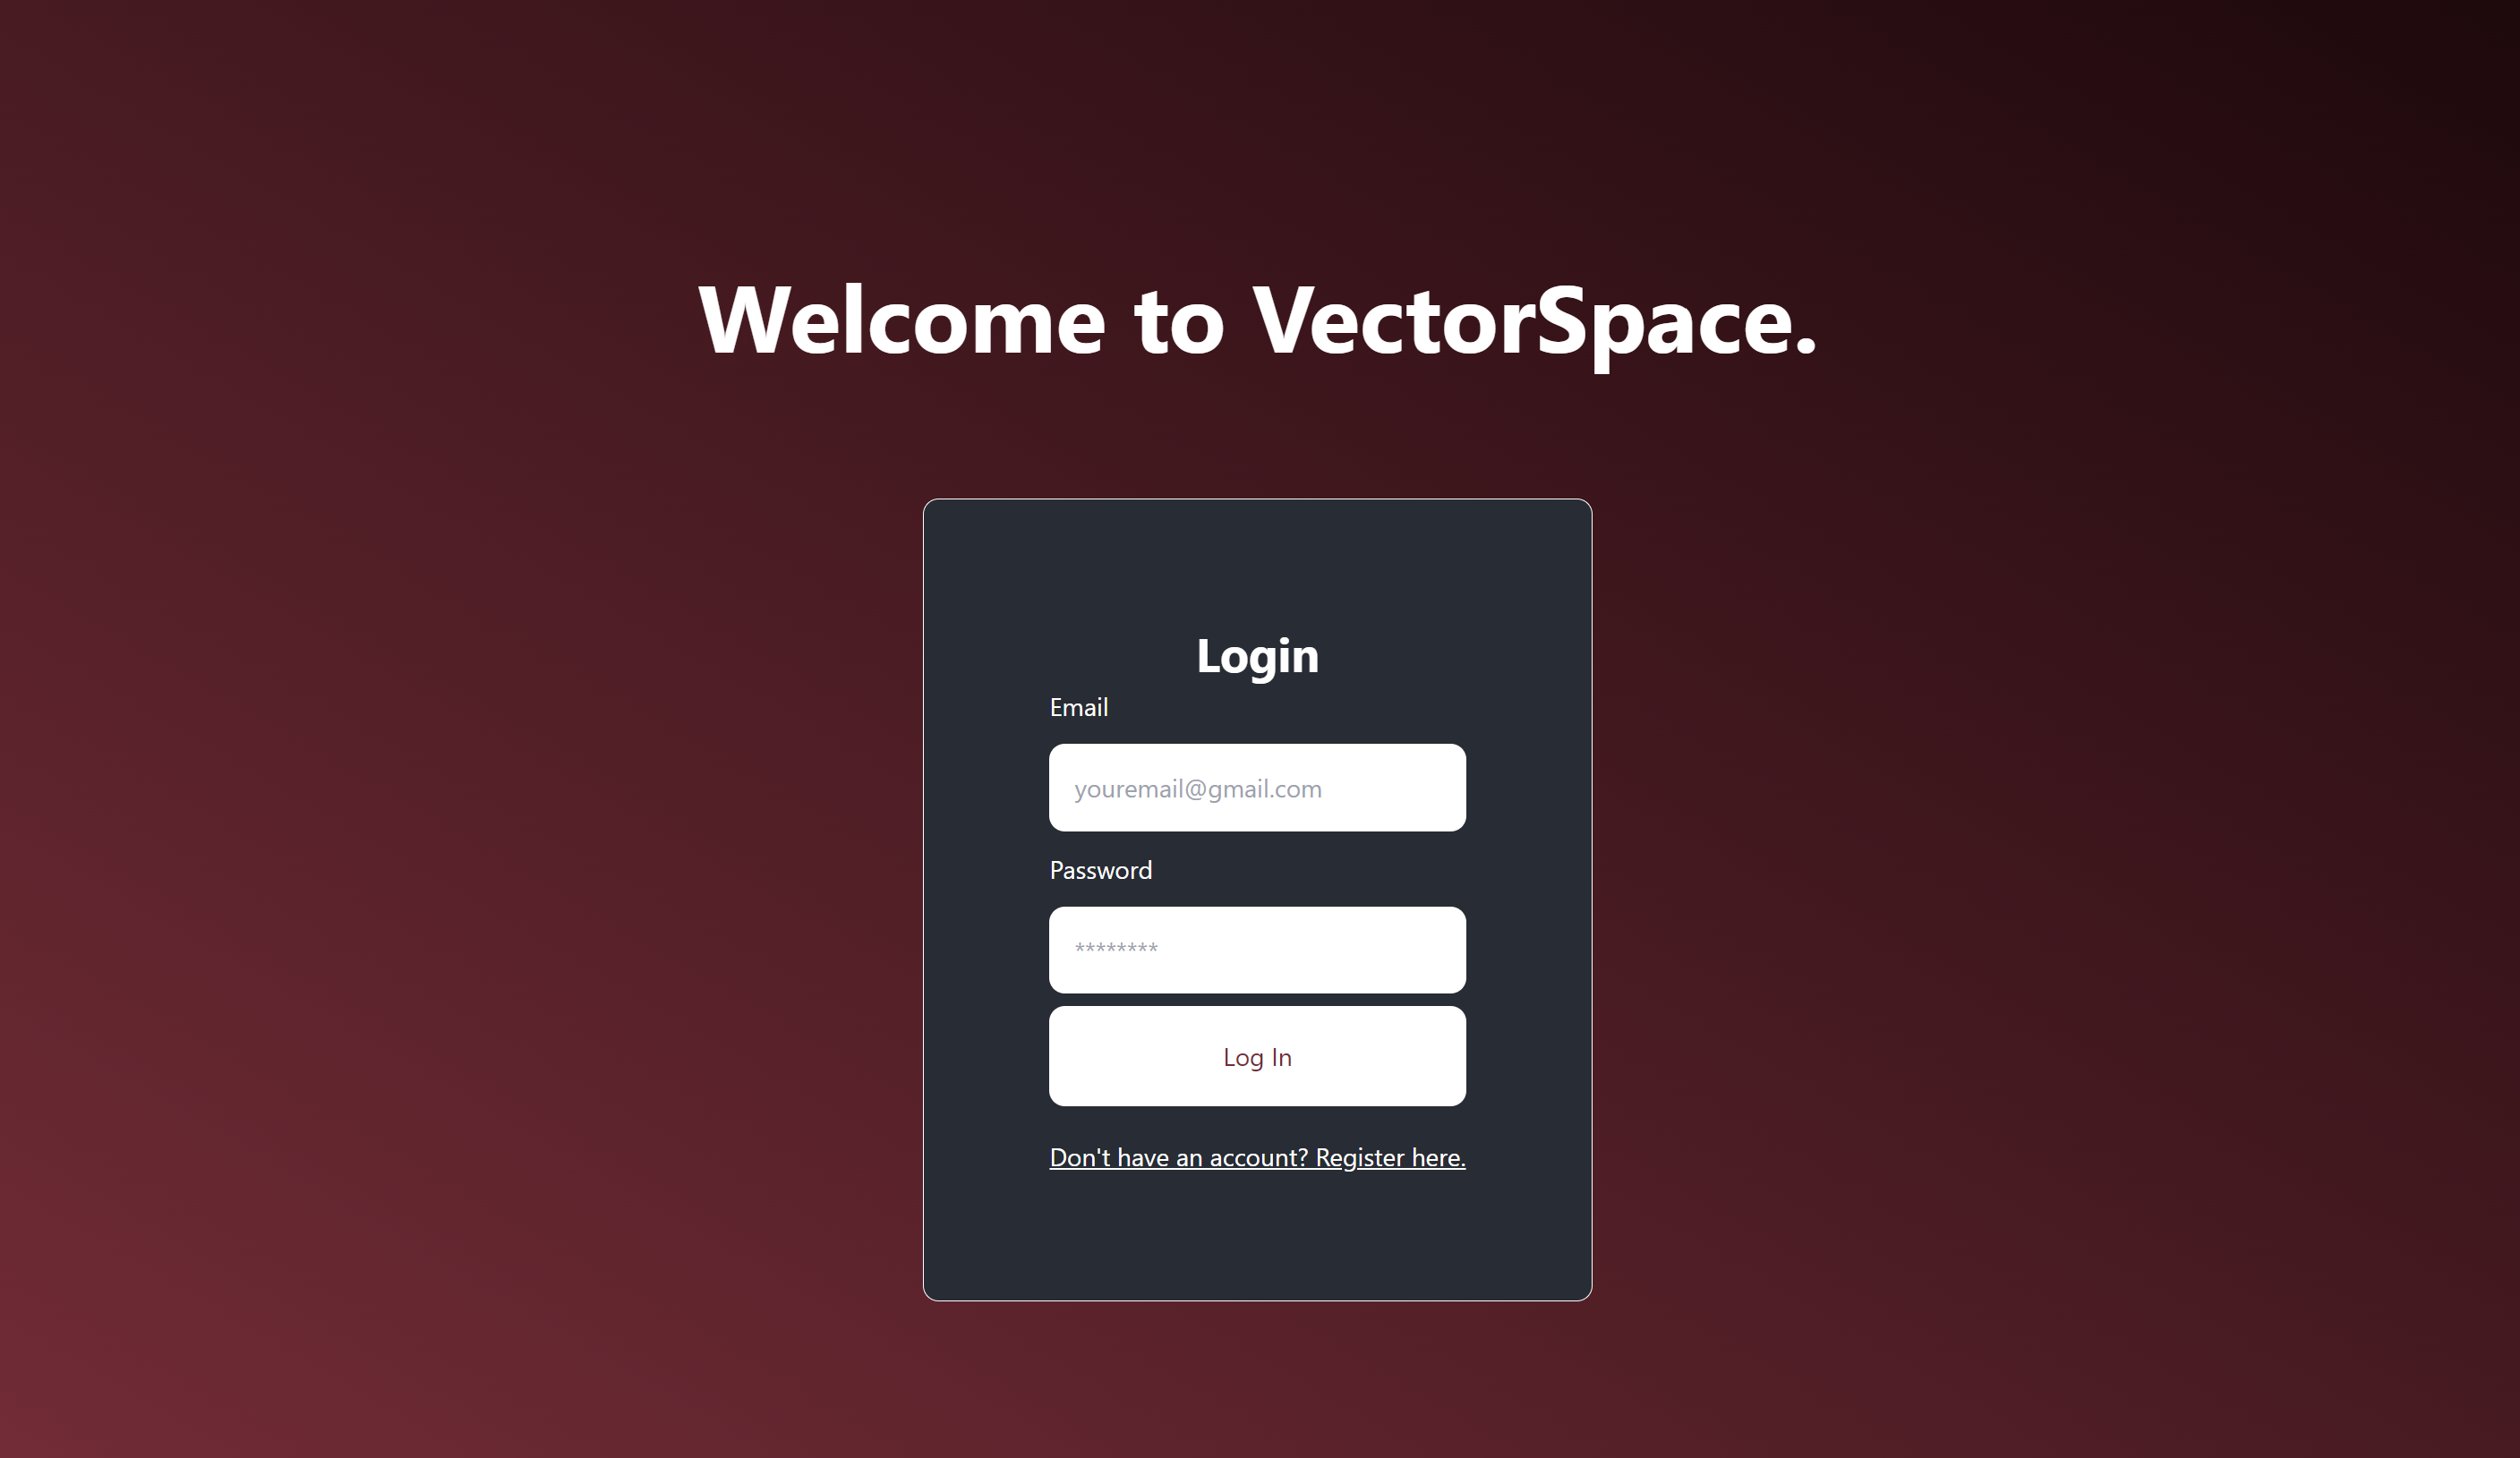 Welcome to VectorSpace.
Login
Email
youremail@gmail.com
Password
********
Log In
Don't have an account? Register here.